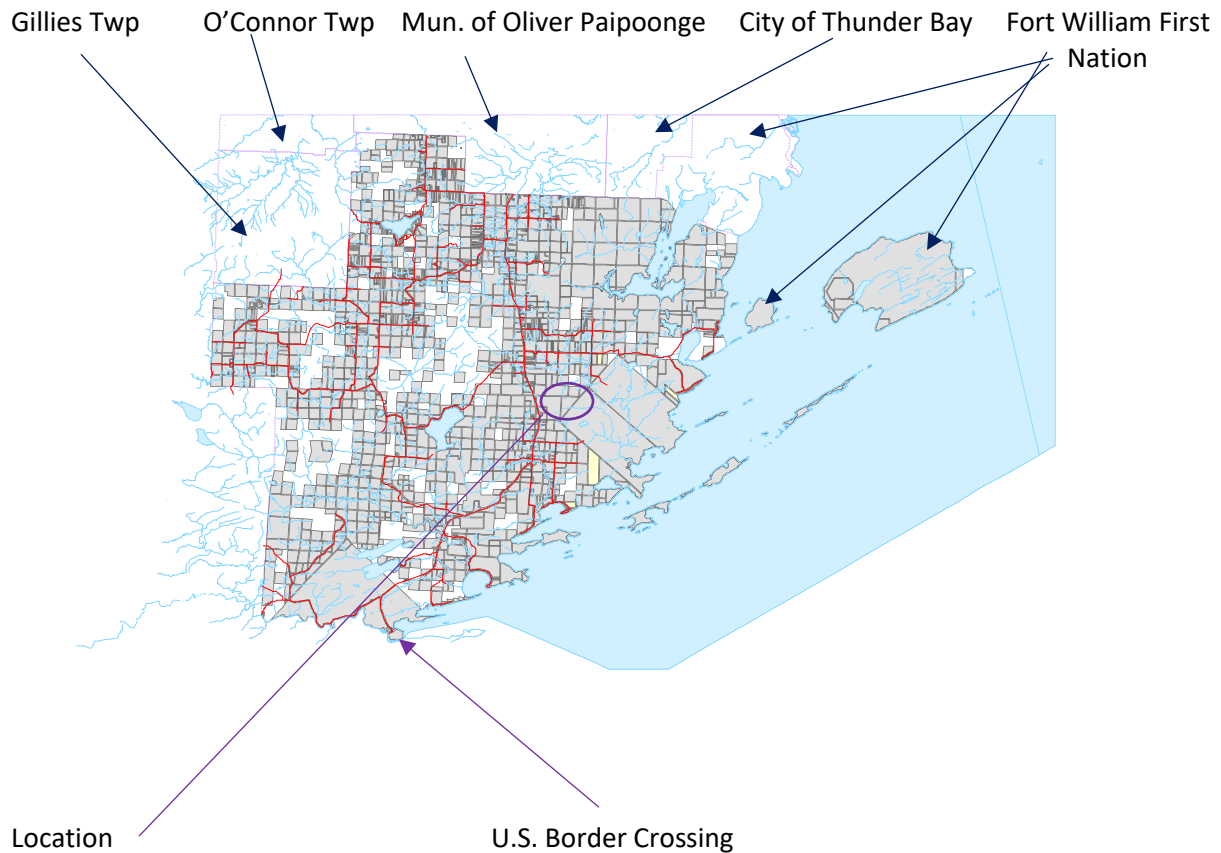 Gillies Twp
O’Connor Twp
Mun. of Oliver Paipoonge
City of Thunder Bay
Fort William First
Nation
Location
U.S. Border Crossing